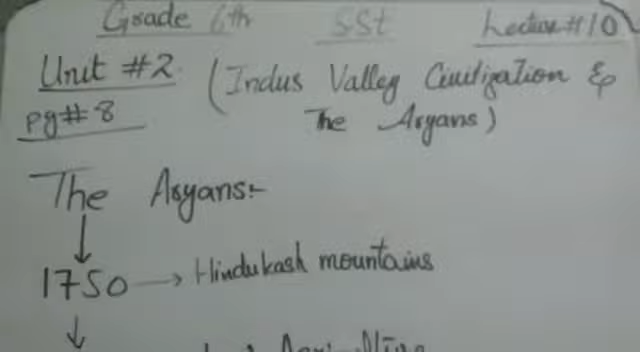 Grade 6th SSt Lecture #10
Unit #2 (Indus Valley Civilization &
pg# 8 The Aryans)
The Aryans:-
↓
1750 → Hindukash mountains
↓